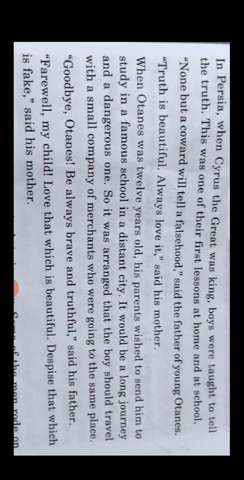 In Persia, when Cyrus the Great was king, boys were taught to tell
the truth. This was one of their first lessons at home and at school.
“None but a coward will tell a falsehood,” said the father of young Otanes.
“Truth is beautiful. Always love it,” said his mother.
When Otanes was twelve years old, his parents wished to send him to
study in a famous school in a distant city. It would be a long journey
and a dangerous one. So it was arranged that the boy should travel
with a small company of merchants who were going to the same place.
“Goodbye, Otanes! Be always brave and truthful,” said his father.
“Farewell, my child! Love that which is beautiful. Despise that which
is fake,” said his mother.
of the men rode on